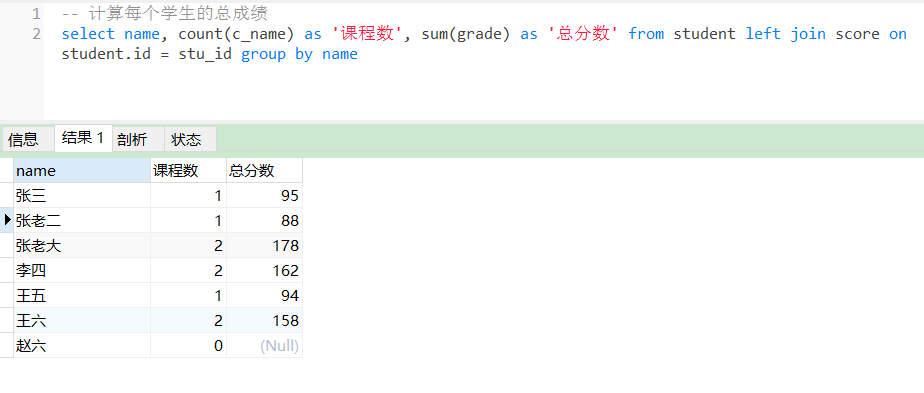 1 -- 计算每个学生的总成绩
2 select name, count(c_name) as '课程数', sum(grade) as '总分数' from student left join score on
student.id = stu_id group by name
信息 结果 1 剖析 状态
name 课程数 总分数
张三 1 95
张老二 1 88
张老大 2 178
李四 2 162
王五 1 94
王六 2 158
赵六 0 (Null)